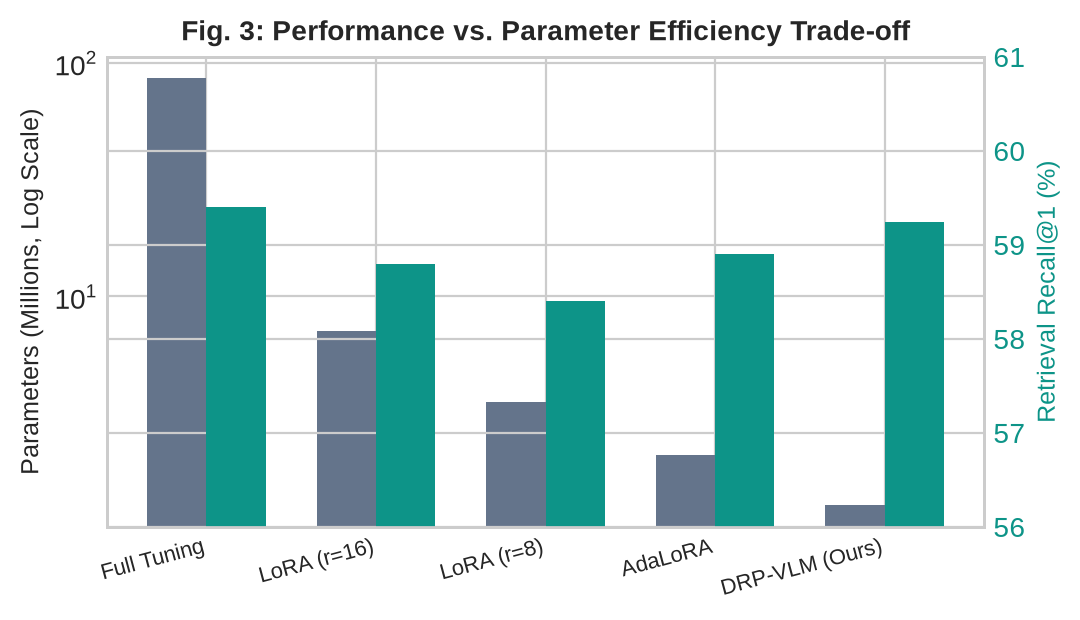 Fig. 3: Performance vs. Parameter Efficiency Trade-off
Parameters (Millions, Log Scale)
10²
10¹
61
60
59
58
57
56
Retrieval Recall@1 (%)
Full Tuning
LoRA (r=16)
LoRA (r=8)
AdaLoRA
DRP-VLM (Ours)